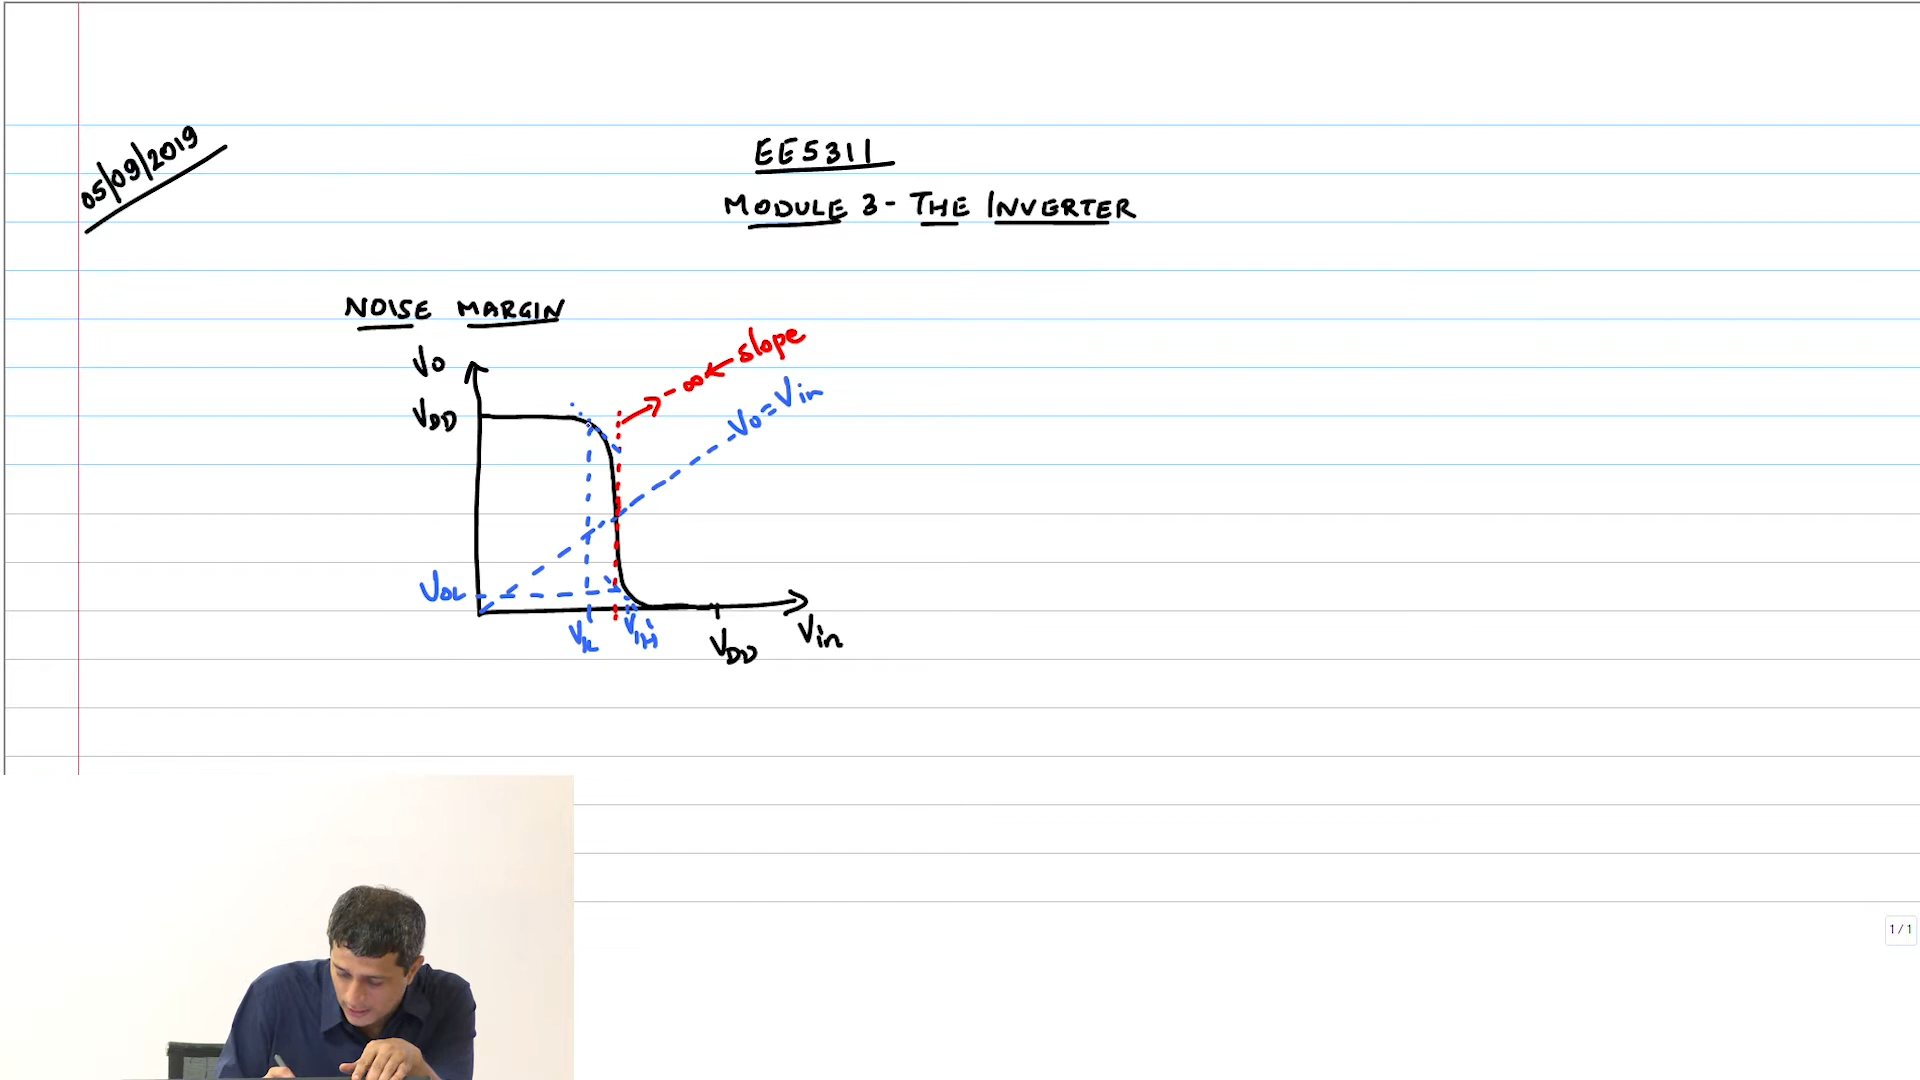 05/09/2019
EE5311
MODULE 3 - THE INVERTER
NOISE MARGIN
slope
-∞
Vo
Vo = Vin
VDD
VOL
VIL
VIH
VDD
Vin
1 / 1